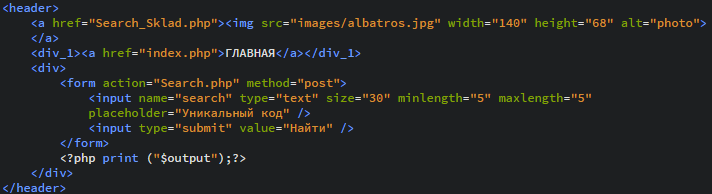 <header>
<a href="Search_Sklad.php"><img src="images/albatros.jpg" width="140" height="68" alt="photo">
</a>
<div_1><a href="index.php">ГЛАВНАЯ</a></div_1>
<div>
<form action="Search.php" method="post">
<input name="search" type="text" size="30" minlength="5" maxlength="5"
placeholder="Уникальный код" />
<input type="submit" value="Найти" />
</form>
<?php print ("$output");?>
</div>
</header>